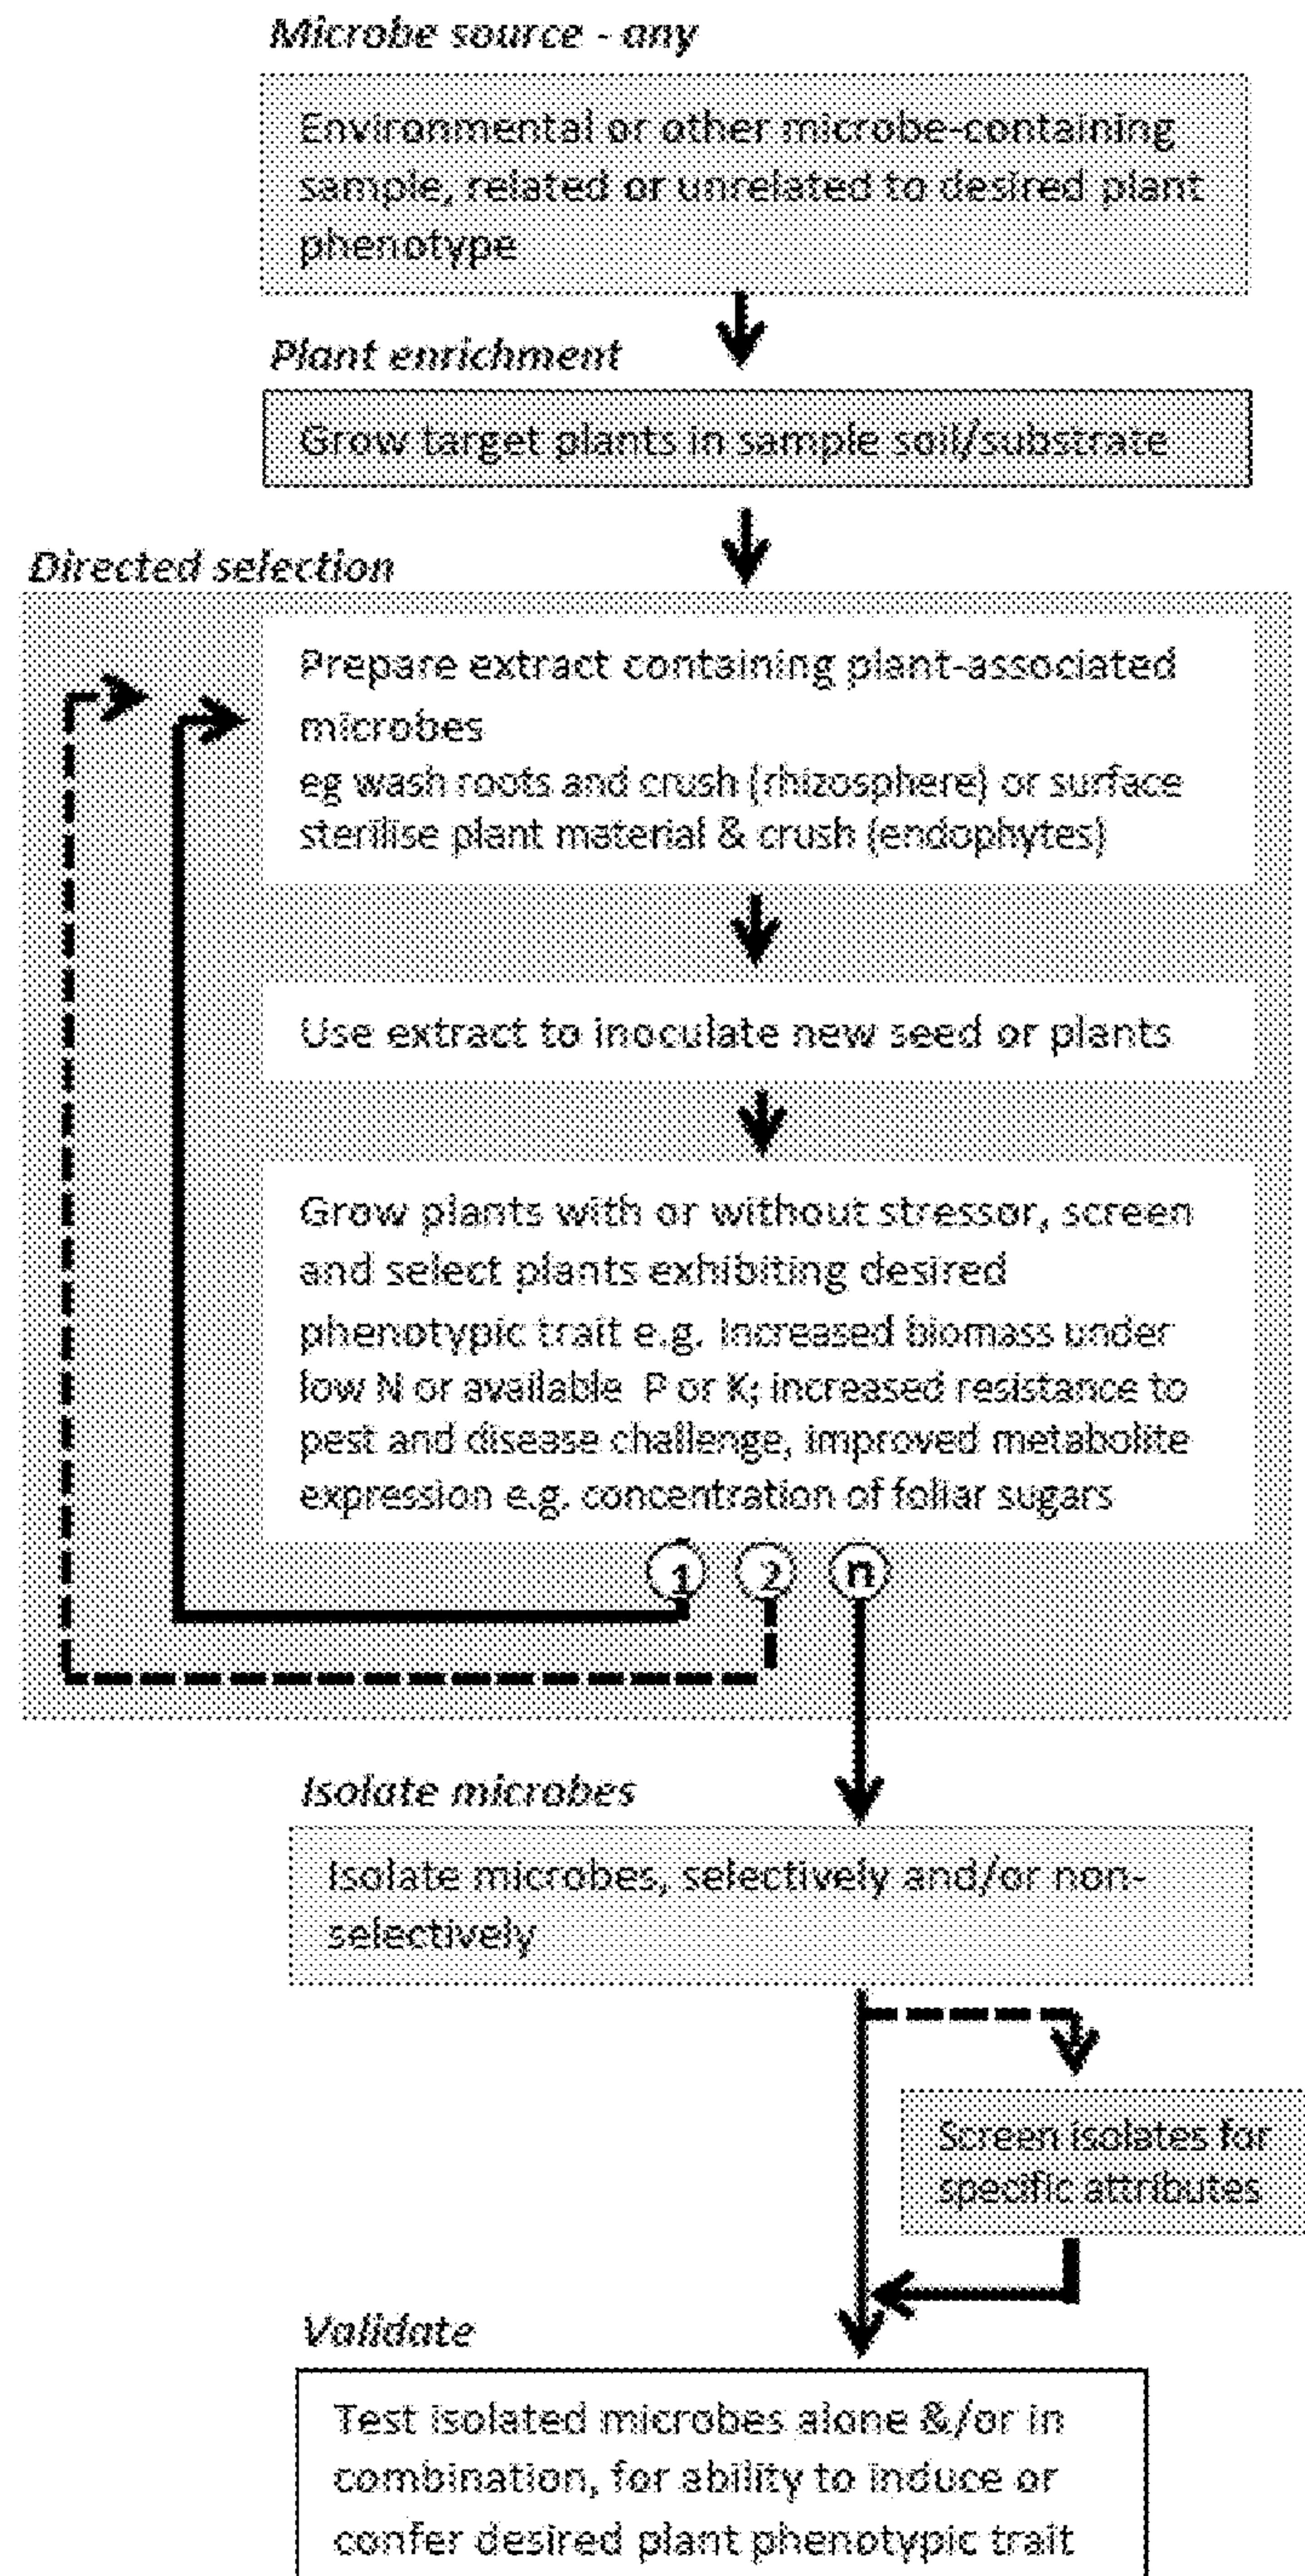 Microbe source - any
Environmental or other microbe-containing
sample, related or unrelated to desired plant
phenotype
Plant enrichment
Grow target plants in sample soil/substrate
Directed selection
Prepare extract containing plant-associated
microbes
eg wash roots and crush (rhizosphere) or surface
sterilise plant material & crush (endophytes)
Use extract to inoculate new seed or plants
Grow plants with or without stressor, screen
and select plants exhibiting desired
phenotypic trait e.g. Increased biomass under
low N or available P or K; increased resistance to
pest and disease challenge, improved metabolite
expression e.g. concentration of foliar sugars
1 2 n
Isolate microbes
Isolate microbes, selectively and/or non-
selectively
Screen isolates for
specific attributes
Validate
Test isolated microbes alone &/or in
combination, for ability to induce or
confer desired plant phenotypic trait